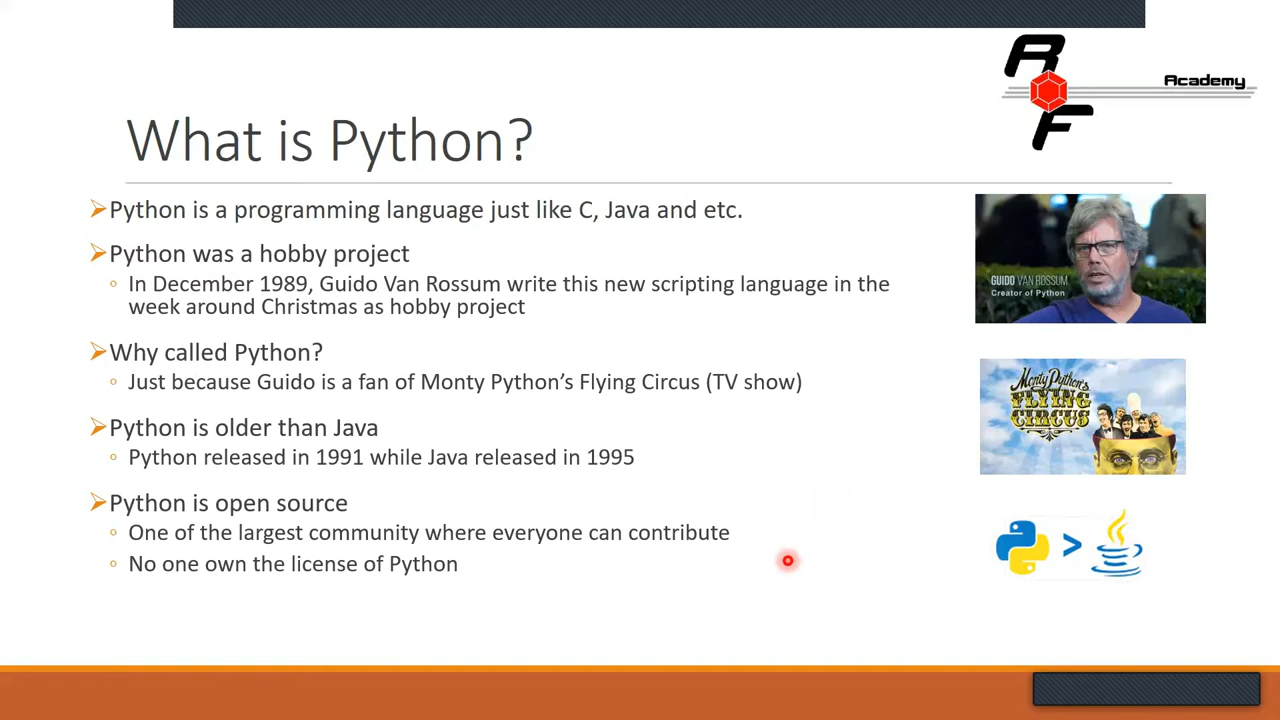 R
Academy
F
What is Python?
Python is a programming language just like C, Java and etc.
Python was a hobby project
In December 1989, Guido Van Rossum write this new scripting language in the
week around Christmas as hobby project
GUIDO VAN ROSSUM
Creator of Python
Why called Python?
Just because Guido is a fan of Monty Python's Flying Circus (TV show)
Monty Python's
FLYING
CIRCUS
Python is older than Java
Python released in 1991 while Java released in 1995
Python is open source
One of the largest community where everyone can contribute
No one own the license of Python
>